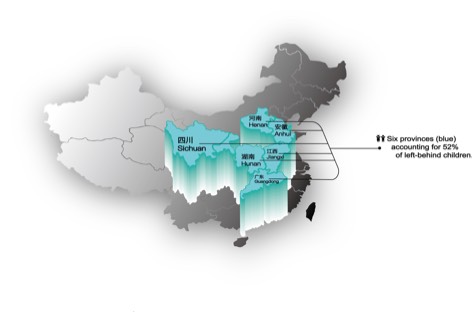 河南
Henan
安徽
Anhui
四川
Sichuan
江西
Jiangxi
湖南
Hunan
广东
Guangdong
Six provinces (blue)
accounting for 52%
of left-behind children.